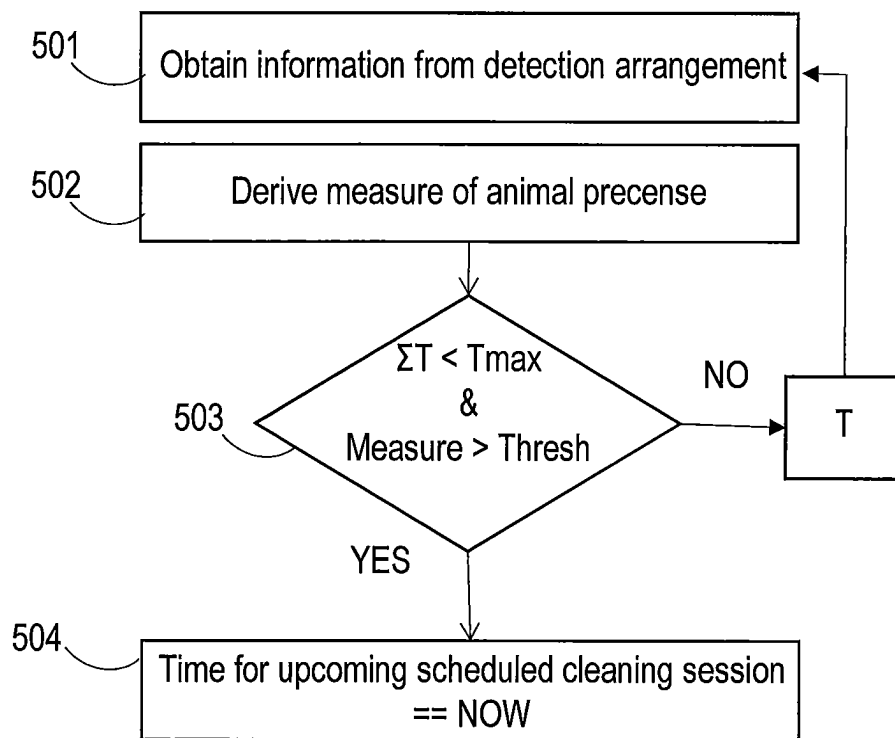 501
Obtain information from detection arrangement
502
Derive measure of animal precense
503
ΣT < Tmax
&
Measure > Thresh
NO
T
YES
504
Time for upcoming scheduled cleaning session
== NOW